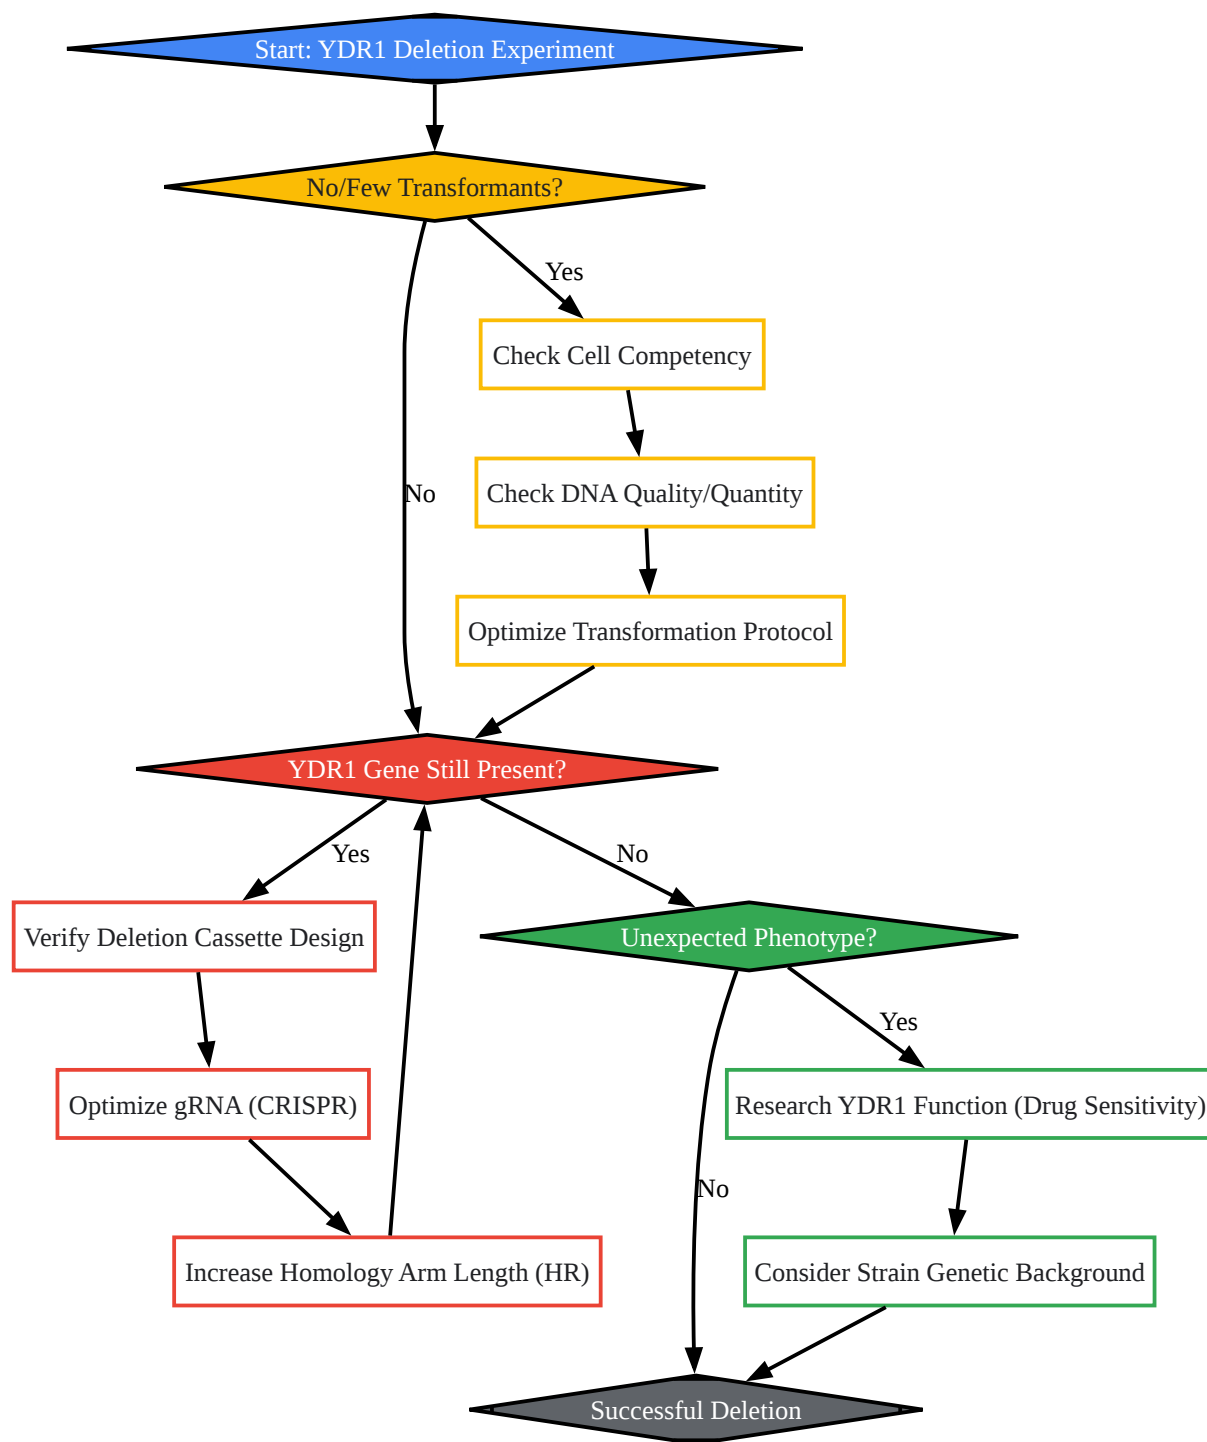 Start: YDR1 Deletion Experiment
No/Few Transformants?
Yes
Check Cell Competency
No
Check DNA Quality/Quantity
Optimize Transformation Protocol
YDR1 Gene Still Present?
Yes
No
Verify Deletion Cassette Design
Unexpected Phenotype?
Yes
Optimize gRNA (CRISPR)
Research YDR1 Function (Drug Sensitivity)
No
Increase Homology Arm Length (HR)
Consider Strain Genetic Background
Successful Deletion